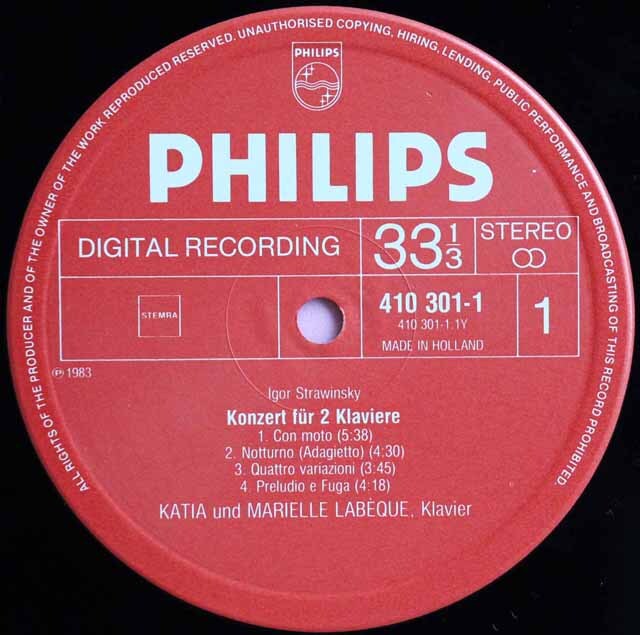 ALL RIGHTS OF THE PRODUCER AND OF THE OWNER OF THE WORK REPRODUCED RESERVED. UNAUTHORISED COPYING, HIRING, LENDING, PUBLIC PERFORMANCE AND BROADCASTING OF THIS RECORD PROHIBITED.
PHILIPS
PHILIPS
DIGITAL RECORDING
33 1/3
STEREO
STEMRA
410 301-1
410 301-1.1Y
MADE IN HOLLAND
1
℗ 1983
Igor Strawinsky
Konzert für 2 Klaviere
1. Con moto (5:38)
2. Notturno (Adagietto) (4:30)
3. Quattro variazioni (3:45)
4. Preludio e Fuga (4:18)
KATIA und MARIELLE LABÈQUE, Klavier